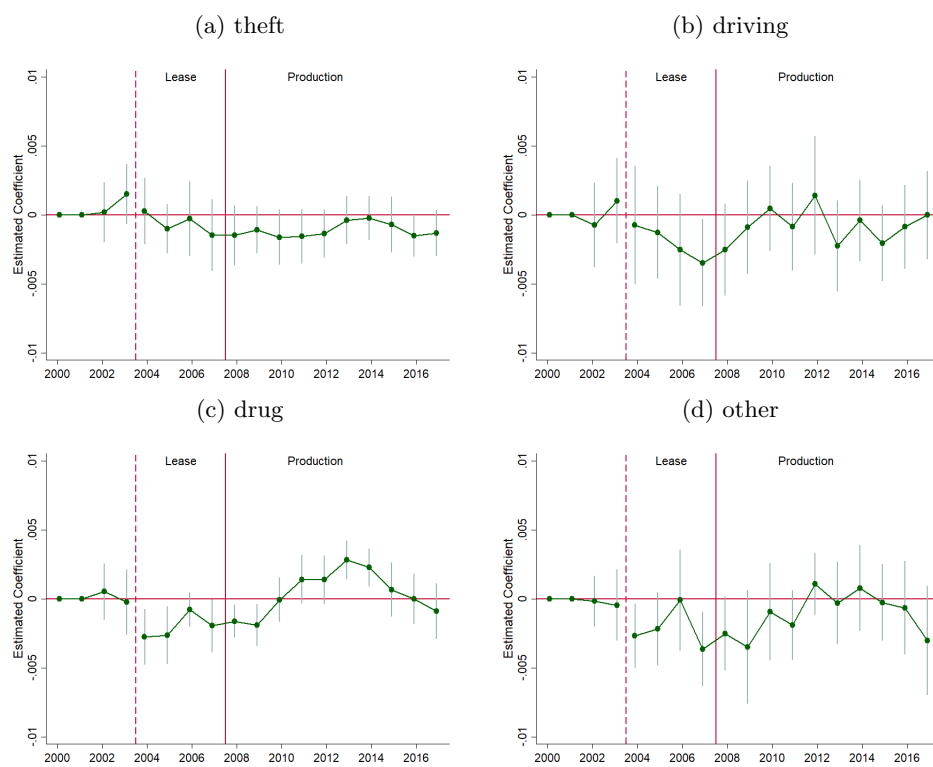 (a) theft
Estimated Coefficient
.01
.005
0
-.005
-.01
Lease
Production
2000 2002 2004 2006 2008 2010 2012 2014 2016
(b) driving
Estimated Coefficient
.01
.005
0
-.005
-.01
Lease
Production
2000 2002 2004 2006 2008 2010 2012 2014 2016
(c) drug
Estimated Coefficient
.01
.005
0
-.005
-.01
Lease
Production
2000 2002 2004 2006 2008 2010 2012 2014 2016
(d) other
Estimated Coefficient
.01
.005
0
-.005
-.01
Lease
Production
2000 2002 2004 2006 2008 2010 2012 2014 2016